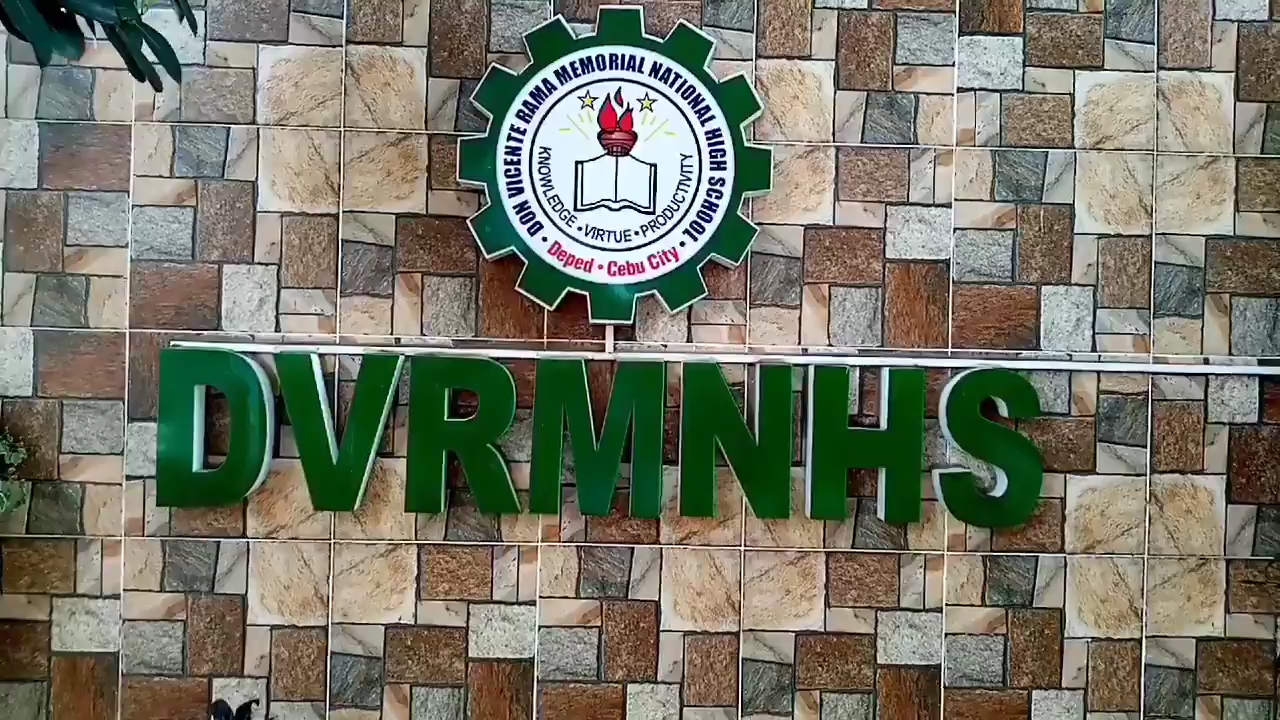 DON VICENTE RAMA MEMORIAL NATIONAL HIGH SCHOOL
KNOWLEDGE • VIRTUE • PRODUCTIVITY
• Deped • Cebu City •
DVRMNHS